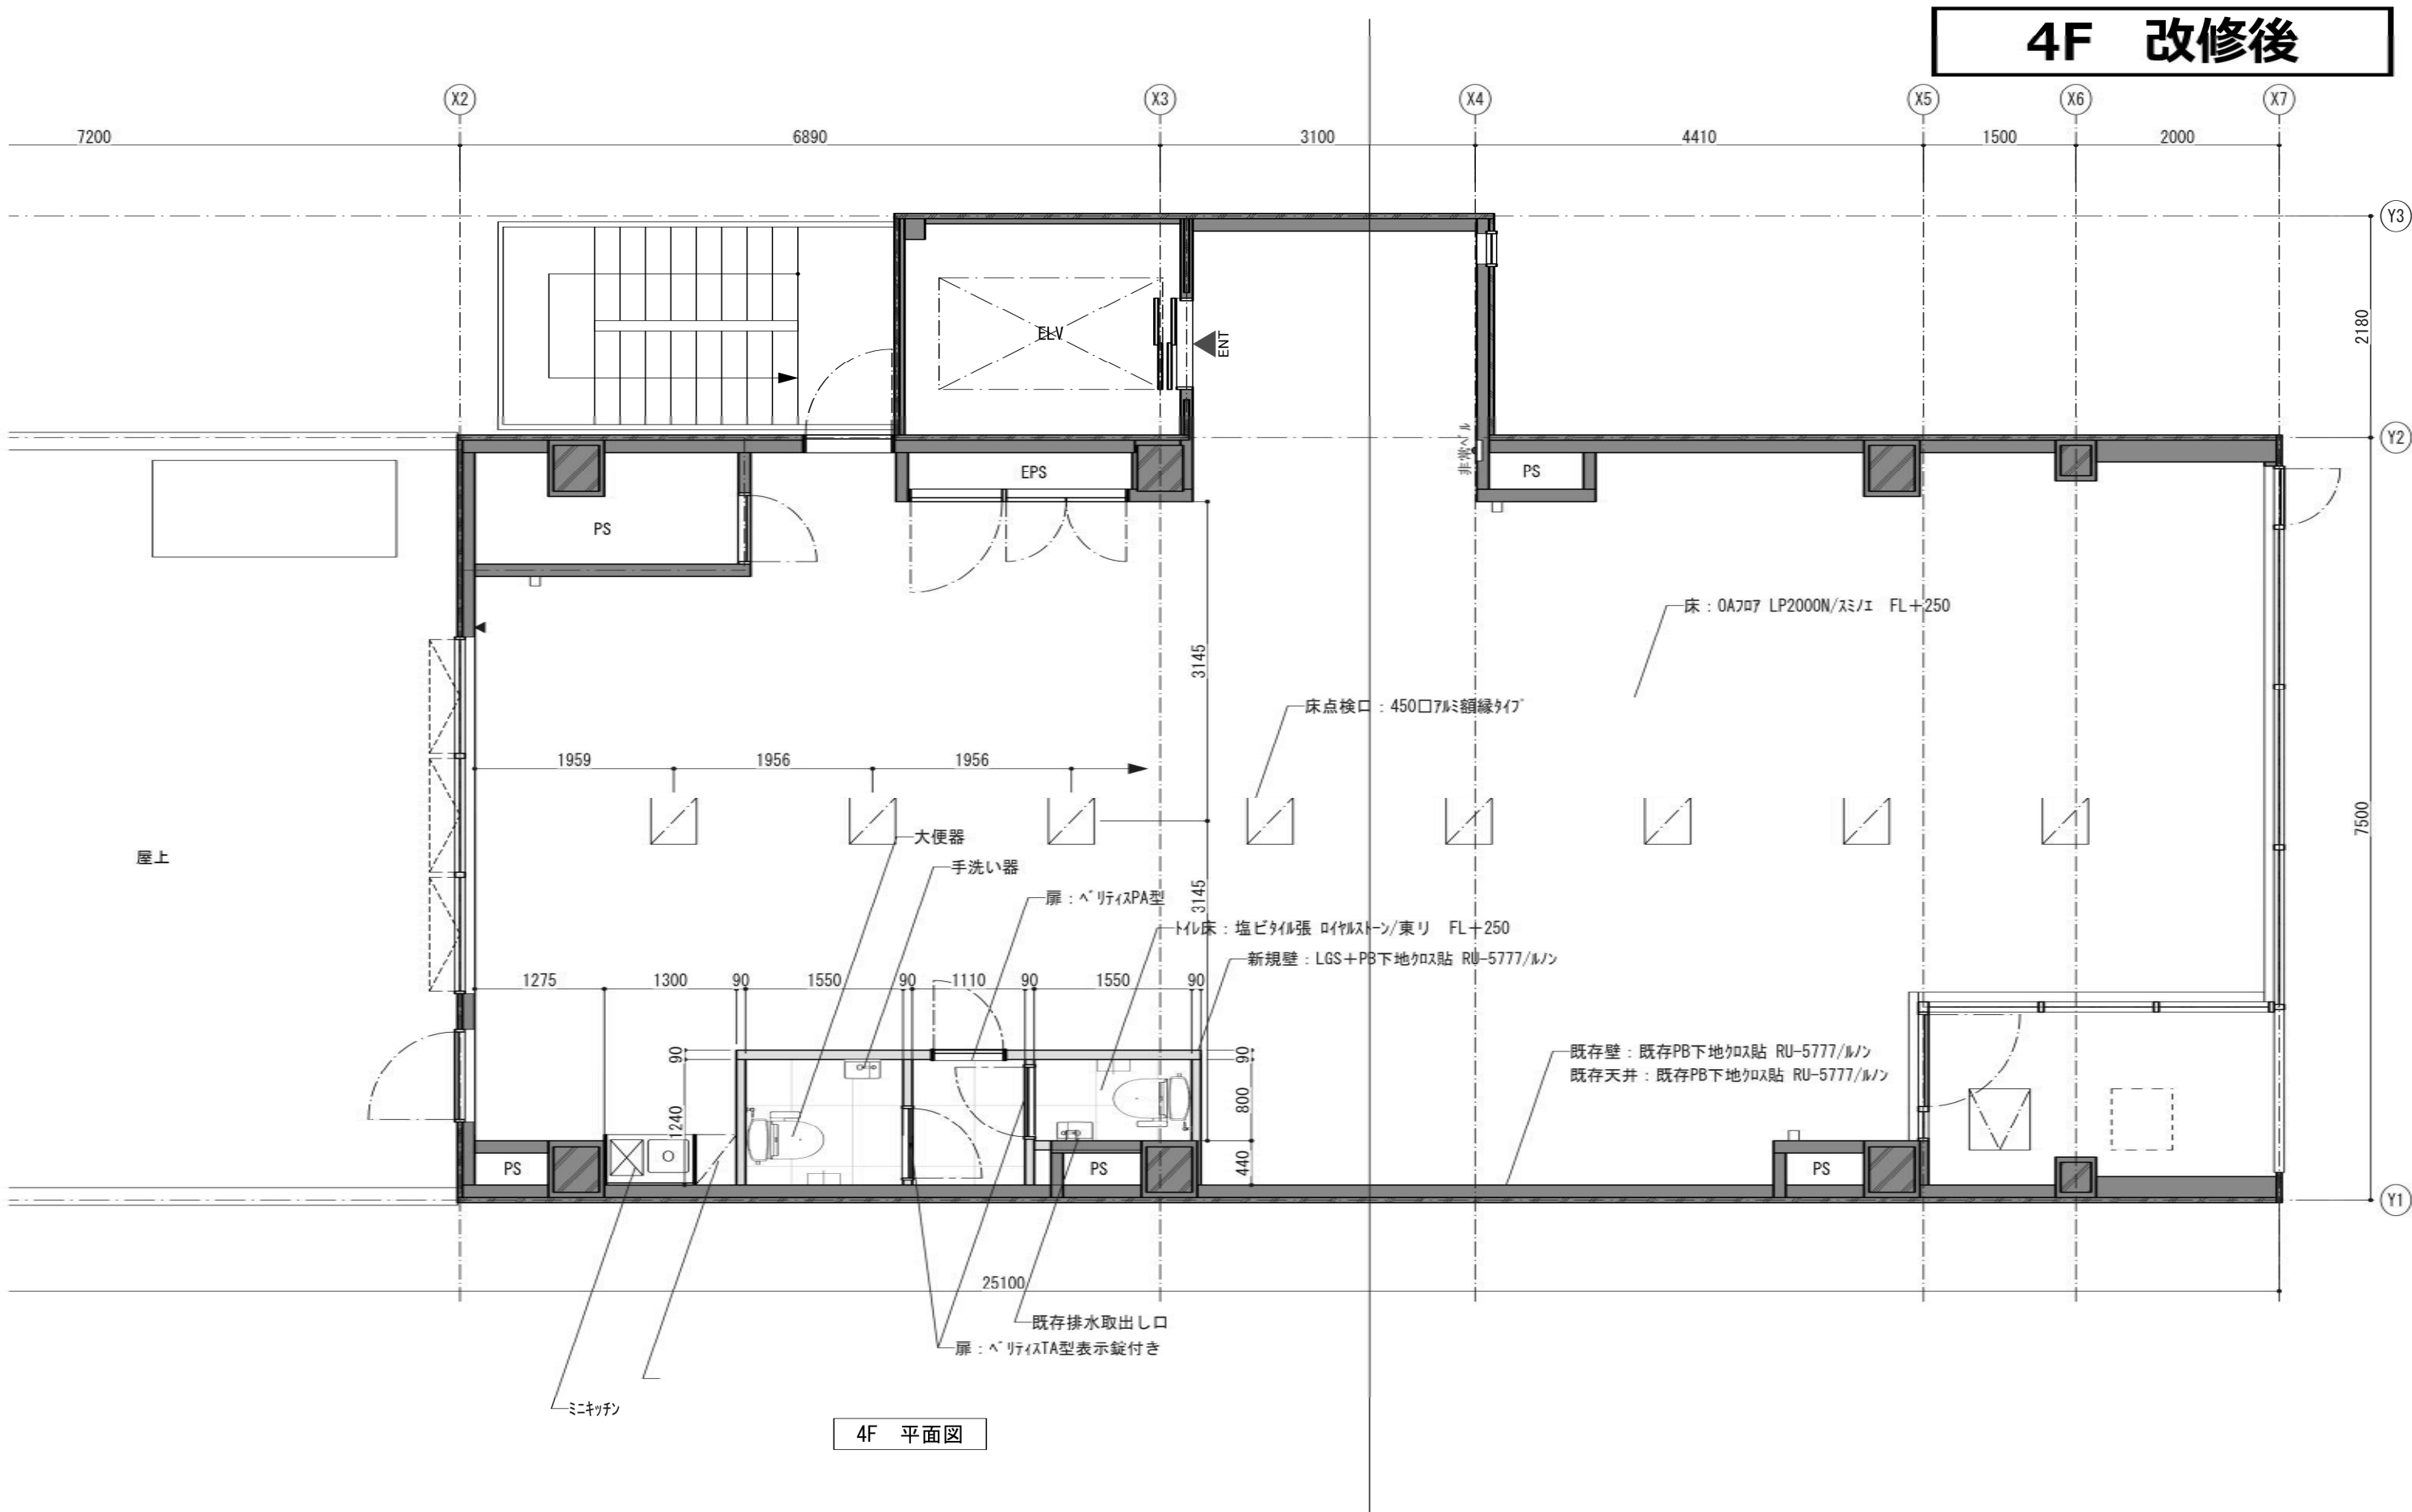 4F 改修後
X2
X3
X4
X5
X6
X7
7200
6890
3100
4410
1500
2000
Y3
2180
ELV
ENT
非常ベル
Y2
EPS
PS
PS
床：OAフロア LP2000N/スミノエ FL＋250
3145
床点検口：450口アルミ額縁タイプ
1959
1956
1956
7500
大便器
屋上
手洗い器
3145
扉：ベリティスPA型
トイレ床：塩ビタイル張 ロイヤルストーン/東リ FL＋250
新規壁：LGS＋PB下地クロス貼 RU-5777/ルノン
1275
1300
90
1550
90
1110
90
1550
90
90
90
既存壁：既存PB下地クロス貼 RU-5777/ルノン
既存天井：既存PB下地クロス貼 RU-5777/ルノン
1240
800
440
PS
PS
PS
Y1
25100
既存排水取出し口
扉：ベリティスTA型表示錠付き
ミニキッチン
4F 平面図